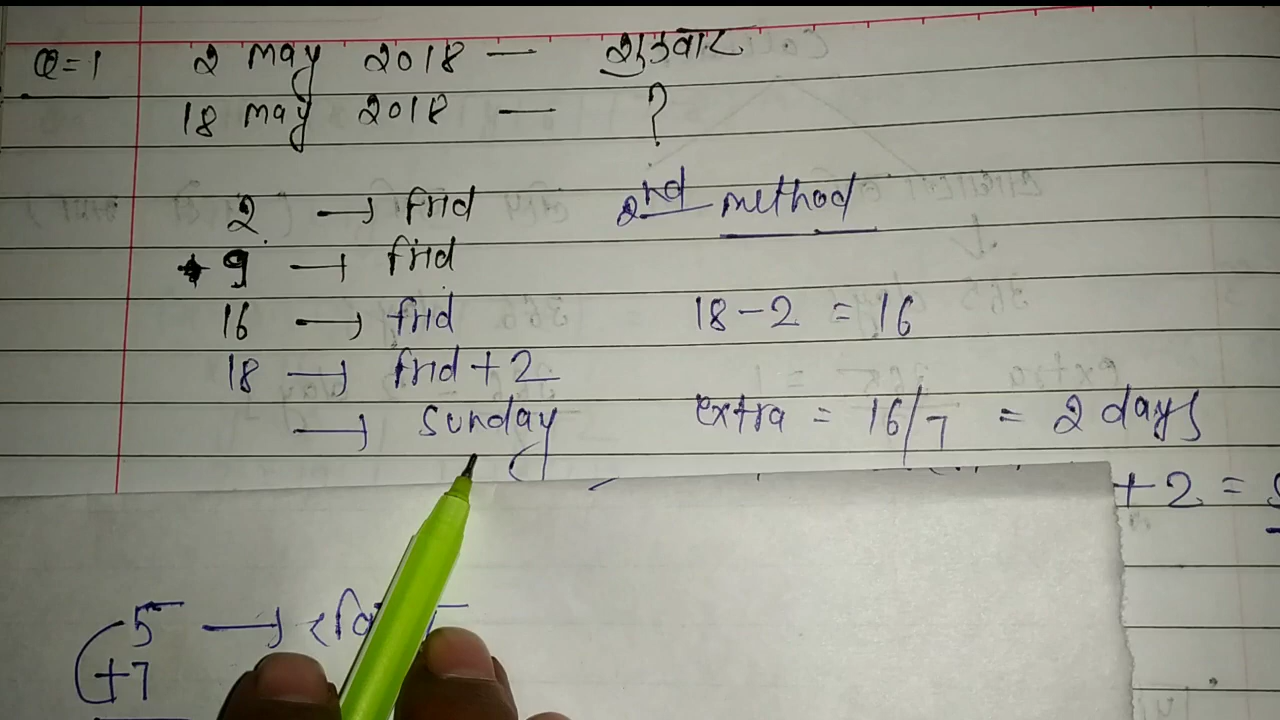 Q=1 2 may 2018 — शुक्रवार
18 may 2018 — ?
2 → frid
9 → frid
16 → frid
18 → frid + 2
→ sunday
2nd method
18 - 2 = 16
extra = 16/7 = 2 days
+ 2 =
5 →
+7